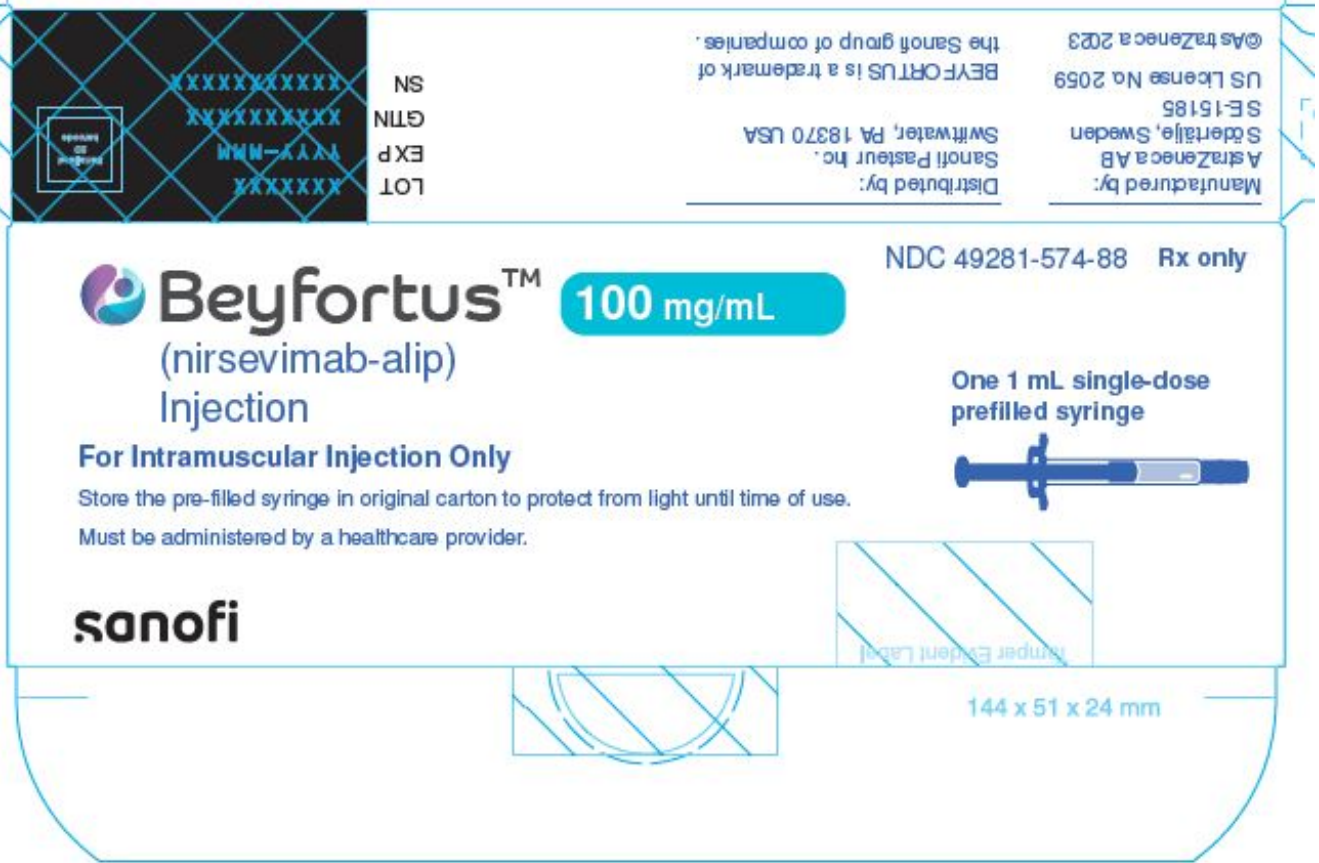 Manufactured by:
AstraZeneca AB
Södertälje, Sweden
SE-15185
US License No. 2059
©AstraZeneca 2023
Distributed by:
Sanofi Pasteur Inc.
Swiftwater, PA 18370 USA
BEYFORTUS is a trademark of
the Sanofi group of companies.
LOT XXXXXXX
EXP YYYY-MMM
GTIN XXXXXXXXXX
SN XXXXXXXXXXX
2D
barcode
NDC 49281-574-88 Rx only
Beyfortus™ 100 mg/mL
(nirsevimab-alip)
Injection
One 1 mL single-dose
prefilled syringe
For Intramuscular Injection Only
Store the pre-filled syringe in original carton to protect from light until time of use.
Must be administered by a healthcare provider.
sanofi
Tamper Evident Label
144 x 51 x 24 mm